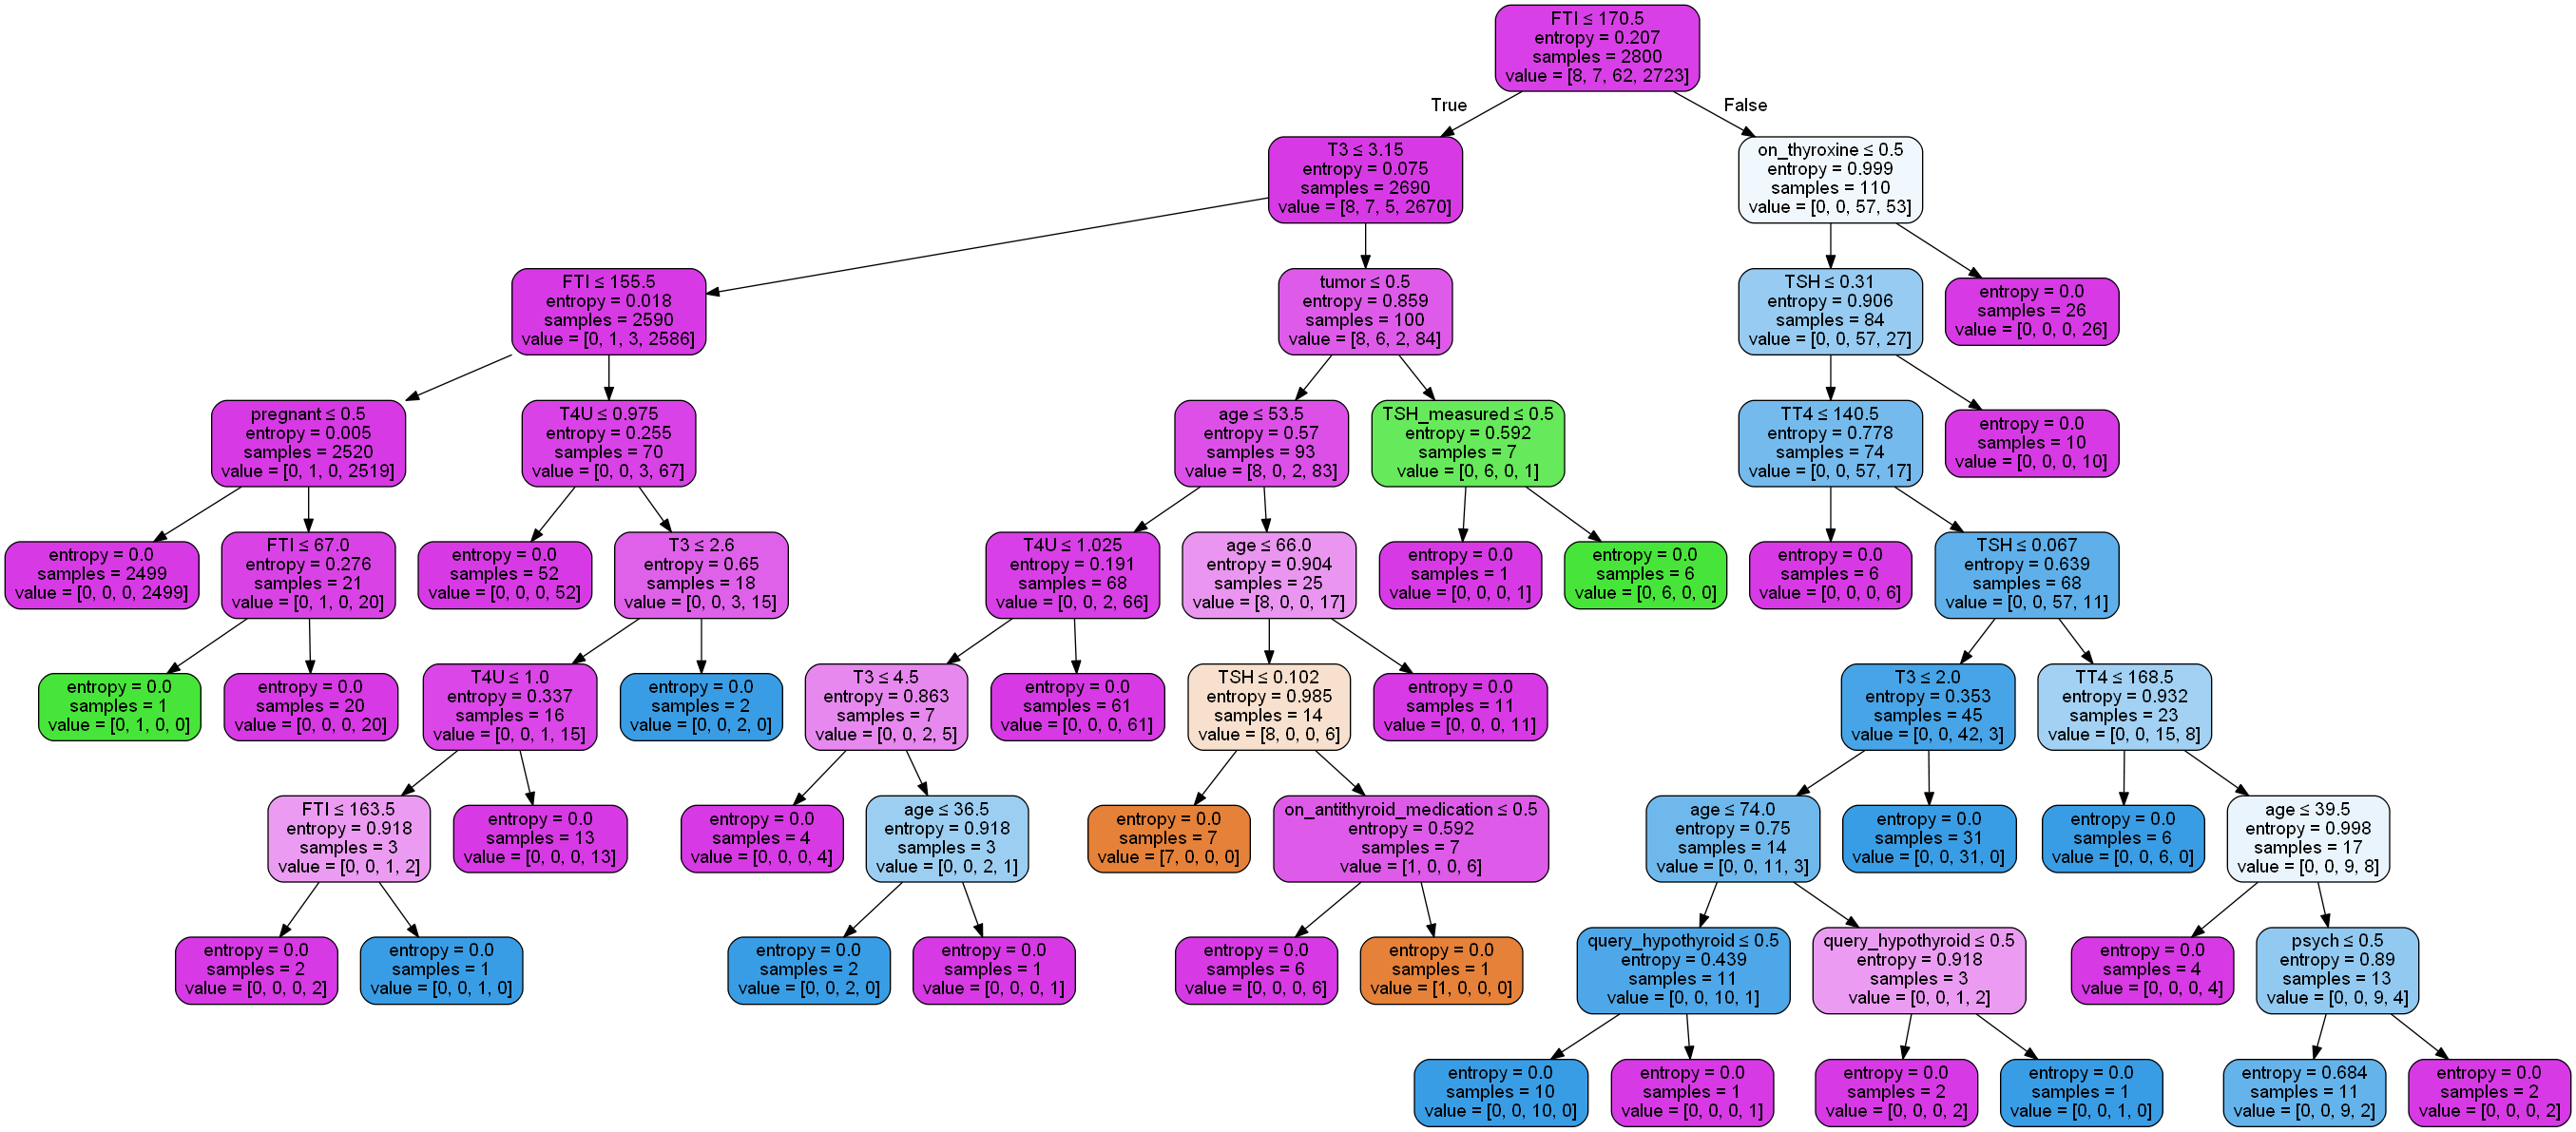 FTI ≤ 170.5
entropy = 0.207
samples = 2800
value = [8, 7, 62, 2723]
True
False
T3 ≤ 3.15
entropy = 0.075
samples = 2690
value = [8, 7, 5, 2670]
on_thyroxine ≤ 0.5
entropy = 0.999
samples = 110
value = [0, 0, 57, 53]
FTI ≤ 155.5
entropy = 0.018
samples = 2590
value = [0, 1, 3, 2586]
tumor ≤ 0.5
entropy = 0.859
samples = 100
value = [8, 6, 2, 84]
TSH ≤ 0.31
entropy = 0.906
samples = 84
value = [0, 0, 57, 27]
entropy = 0.0
samples = 26
value = [0, 0, 0, 26]
pregnant ≤ 0.5
entropy = 0.005
samples = 2520
value = [0, 1, 0, 2519]
T4U ≤ 0.975
entropy = 0.255
samples = 70
value = [0, 0, 3, 67]
age ≤ 53.5
entropy = 0.57
samples = 93
value = [8, 0, 2, 83]
TSH_measured ≤ 0.5
entropy = 0.592
samples = 7
value = [0, 6, 0, 1]
TT4 ≤ 140.5
entropy = 0.778
samples = 74
value = [0, 0, 57, 17]
entropy = 0.0
samples = 10
value = [0, 0, 0, 10]
entropy = 0.0
samples = 2499
value = [0, 0, 0, 2499]
FTI ≤ 67.0
entropy = 0.276
samples = 21
value = [0, 1, 0, 20]
entropy = 0.0
samples = 52
value = [0, 0, 0, 52]
T3 ≤ 2.6
entropy = 0.65
samples = 18
value = [0, 0, 3, 15]
T4U ≤ 1.025
entropy = 0.191
samples = 68
value = [0, 0, 2, 66]
age ≤ 66.0
entropy = 0.904
samples = 25
value = [8, 0, 0, 17]
entropy = 0.0
samples = 1
value = [0, 0, 0, 1]
entropy = 0.0
samples = 6
value = [0, 6, 0, 0]
entropy = 0.0
samples = 6
value = [0, 0, 0, 6]
TSH ≤ 0.067
entropy = 0.639
samples = 68
value = [0, 0, 57, 11]
entropy = 0.0
samples = 1
value = [0, 1, 0, 0]
entropy = 0.0
samples = 20
value = [0, 0, 0, 20]
T4U ≤ 1.0
entropy = 0.337
samples = 16
value = [0, 0, 1, 15]
entropy = 0.0
samples = 2
value = [0, 0, 2, 0]
T3 ≤ 4.5
entropy = 0.863
samples = 7
value = [0, 0, 2, 5]
entropy = 0.0
samples = 61
value = [0, 0, 0, 61]
TSH ≤ 0.102
entropy = 0.985
samples = 14
value = [8, 0, 0, 6]
entropy = 0.0
samples = 11
value = [0, 0, 0, 11]
T3 ≤ 2.0
entropy = 0.353
samples = 45
value = [0, 0, 42, 3]
TT4 ≤ 168.5
entropy = 0.932
samples = 23
value = [0, 0, 15, 8]
FTI ≤ 163.5
entropy = 0.918
samples = 3
value = [0, 0, 1, 2]
entropy = 0.0
samples = 13
value = [0, 0, 0, 13]
entropy = 0.0
samples = 4
value = [0, 0, 0, 4]
age ≤ 36.5
entropy = 0.918
samples = 3
value = [0, 0, 2, 1]
entropy = 0.0
samples = 7
value = [7, 0, 0, 0]
on_antithyroid_medication ≤ 0.5
entropy = 0.592
samples = 7
value = [1, 0, 0, 6]
age ≤ 74.0
entropy = 0.75
samples = 14
value = [0, 0, 11, 3]
entropy = 0.0
samples = 31
value = [0, 0, 31, 0]
entropy = 0.0
samples = 6
value = [0, 0, 6, 0]
age ≤ 39.5
entropy = 0.998
samples = 17
value = [0, 0, 9, 8]
entropy = 0.0
samples = 2
value = [0, 0, 0, 2]
entropy = 0.0
samples = 1
value = [0, 0, 1, 0]
entropy = 0.0
samples = 2
value = [0, 0, 2, 0]
entropy = 0.0
samples = 1
value = [0, 0, 0, 1]
entropy = 0.0
samples = 6
value = [0, 0, 0, 6]
entropy = 0.0
samples = 1
value = [1, 0, 0, 0]
query_hypothyroid ≤ 0.5
entropy = 0.439
samples = 11
value = [0, 0, 10, 1]
query_hypothyroid ≤ 0.5
entropy = 0.918
samples = 3
value = [0, 0, 1, 2]
entropy = 0.0
samples = 4
value = [0, 0, 0, 4]
psych ≤ 0.5
entropy = 0.89
samples = 13
value = [0, 0, 9, 4]
entropy = 0.0
samples = 10
value = [0, 0, 10, 0]
entropy = 0.0
samples = 1
value = [0, 0, 0, 1]
entropy = 0.0
samples = 2
value = [0, 0, 0, 2]
entropy = 0.0
samples = 1
value = [0, 0, 1, 0]
entropy = 0.684
samples = 11
value = [0, 0, 9, 2]
entropy = 0.0
samples = 2
value = [0, 0, 0, 2]